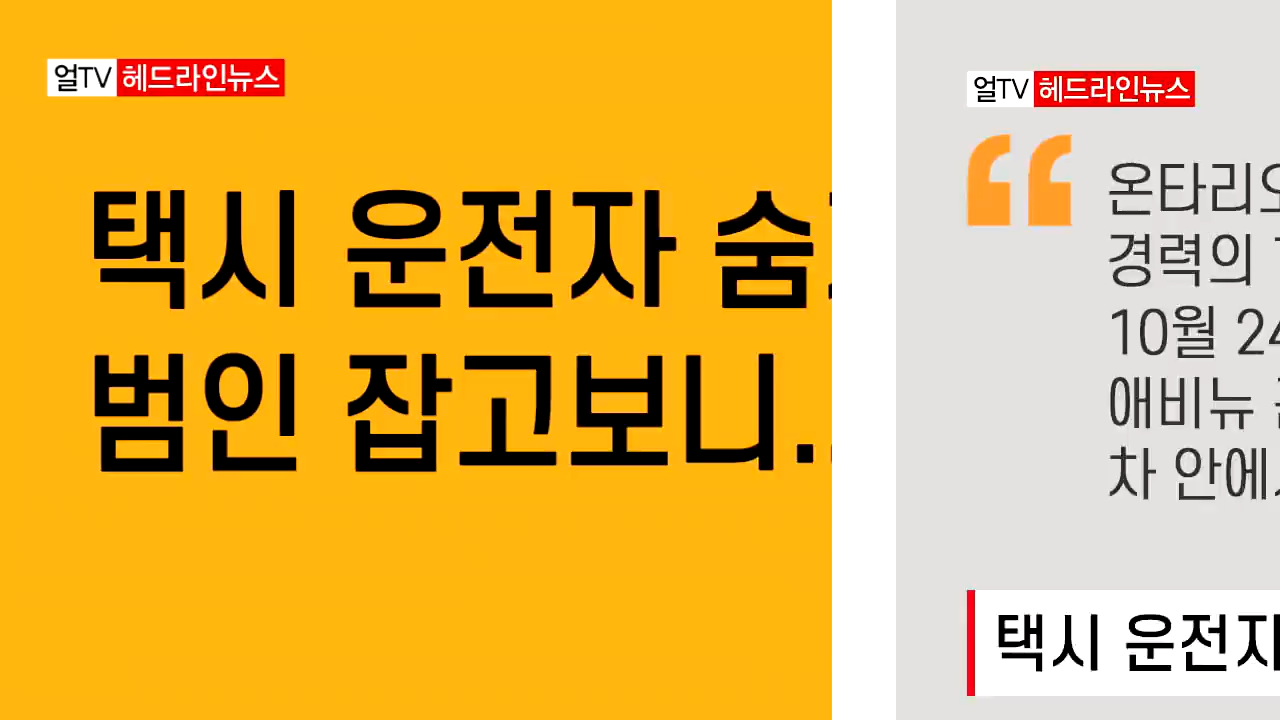 얼TV 헤드라인뉴스
택시 운전자
범인 잡고보니..
얼TV 헤드라인뉴스
온타리오
경력의
10월 24
애비뉴
차 안에
택시 운전자